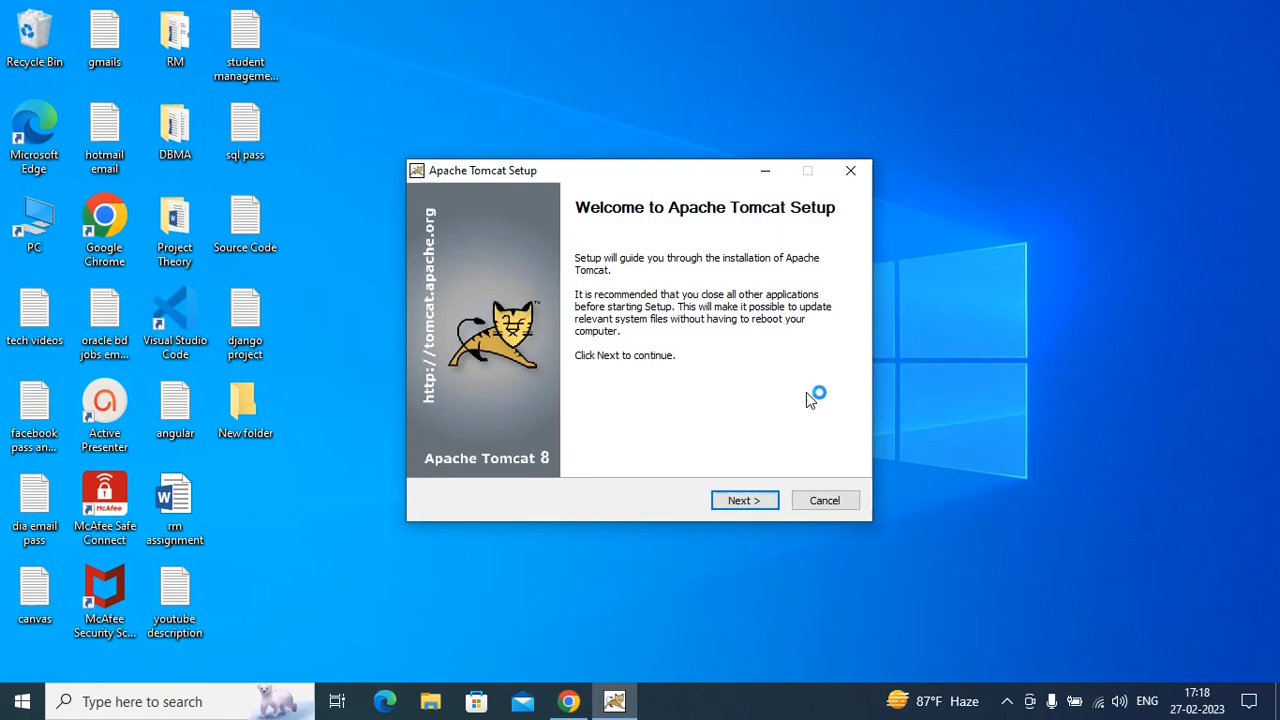 Recycle Bin
gmails
RM
student
manageme...
Microsoft
Edge
hotmail
email
DBMA
sql pass
PC
Google
Chrome
Project
Theory
Source Code
tech videos
oracle bd
jobs em...
Visual Studio
Code
django
project
facebook
pass an...
Active
Presenter
angular
New folder
dia email
pass
McAfee Safe
Connect
rm
assignment
canvas
McAfee
Security Sc...
youtube
description
Apache Tomcat Setup
http://tomcat.apache.org
TM
Apache Tomcat 8
Welcome to Apache Tomcat Setup
Setup will guide you through the installation of Apache
Tomcat.
It is recommended that you close all other applications
before starting Setup. This will make it possible to update
relevant system files without having to reboot your
computer.
Click Next to continue.
Next >
Cancel
Type here to search
87°F Haze
ENG
17:18
27-02-2023